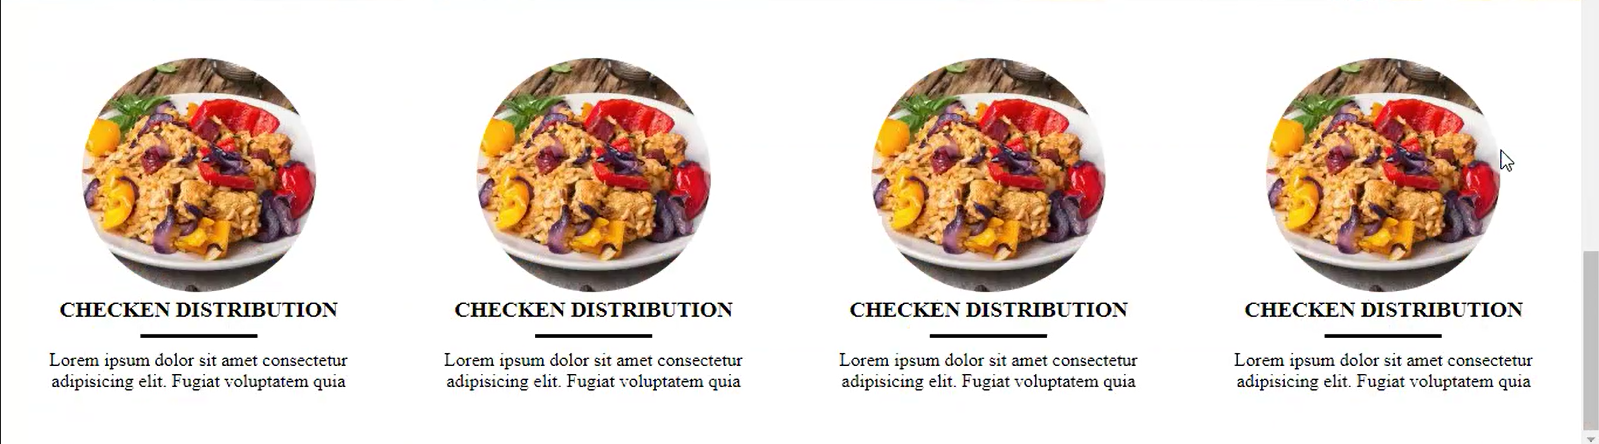 CHECKEN DISTRIBUTION
Lorem ipsum dolor sit amet consectetur
adipisicing elit. Fugiat voluptatem quia
CHECKEN DISTRIBUTION
Lorem ipsum dolor sit amet consectetur
adipisicing elit. Fugiat voluptatem quia
CHECKEN DISTRIBUTION
Lorem ipsum dolor sit amet consectetur
adipisicing elit. Fugiat voluptatem quia
CHECKEN DISTRIBUTION
Lorem ipsum dolor sit amet consectetur
adipisicing elit. Fugiat voluptatem quia